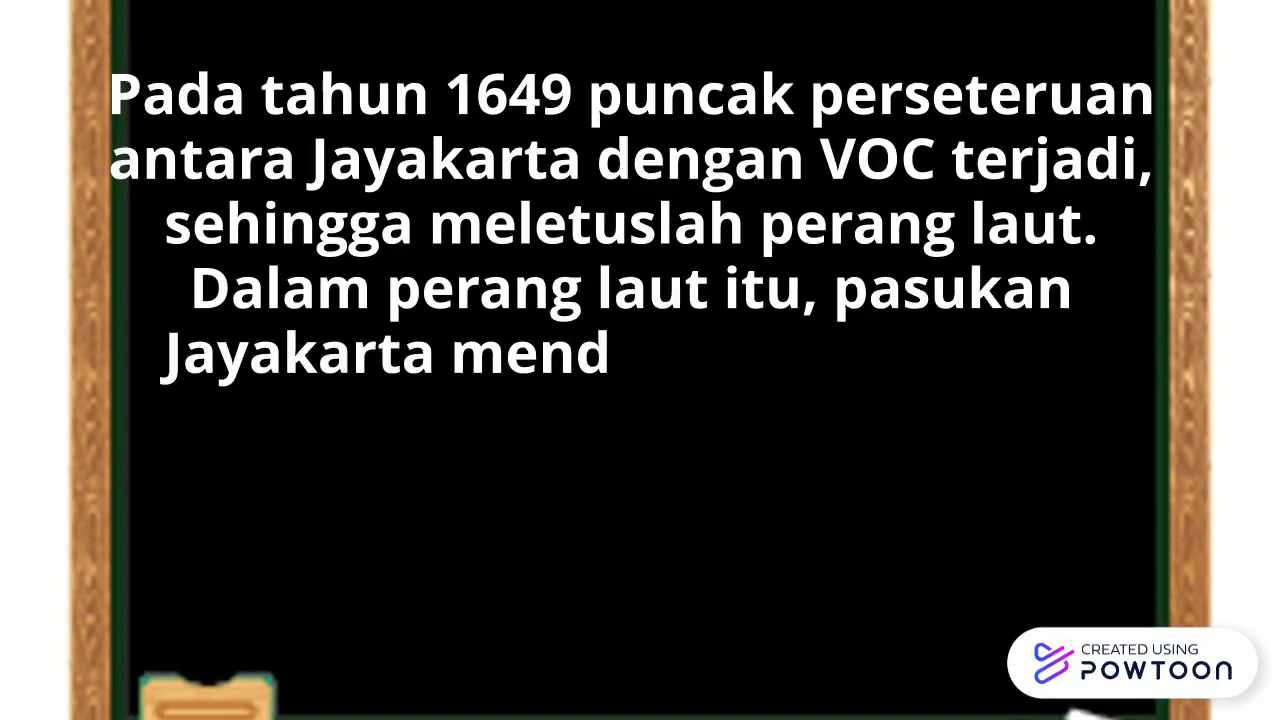 Pada tahun 1649 puncak perseteruan
antara Jayakarta dengan VOC terjadi,
sehingga meletuslah perang laut.
Dalam perang laut itu, pasukan
Jayakarta mend
CREATED USING
POWTOON